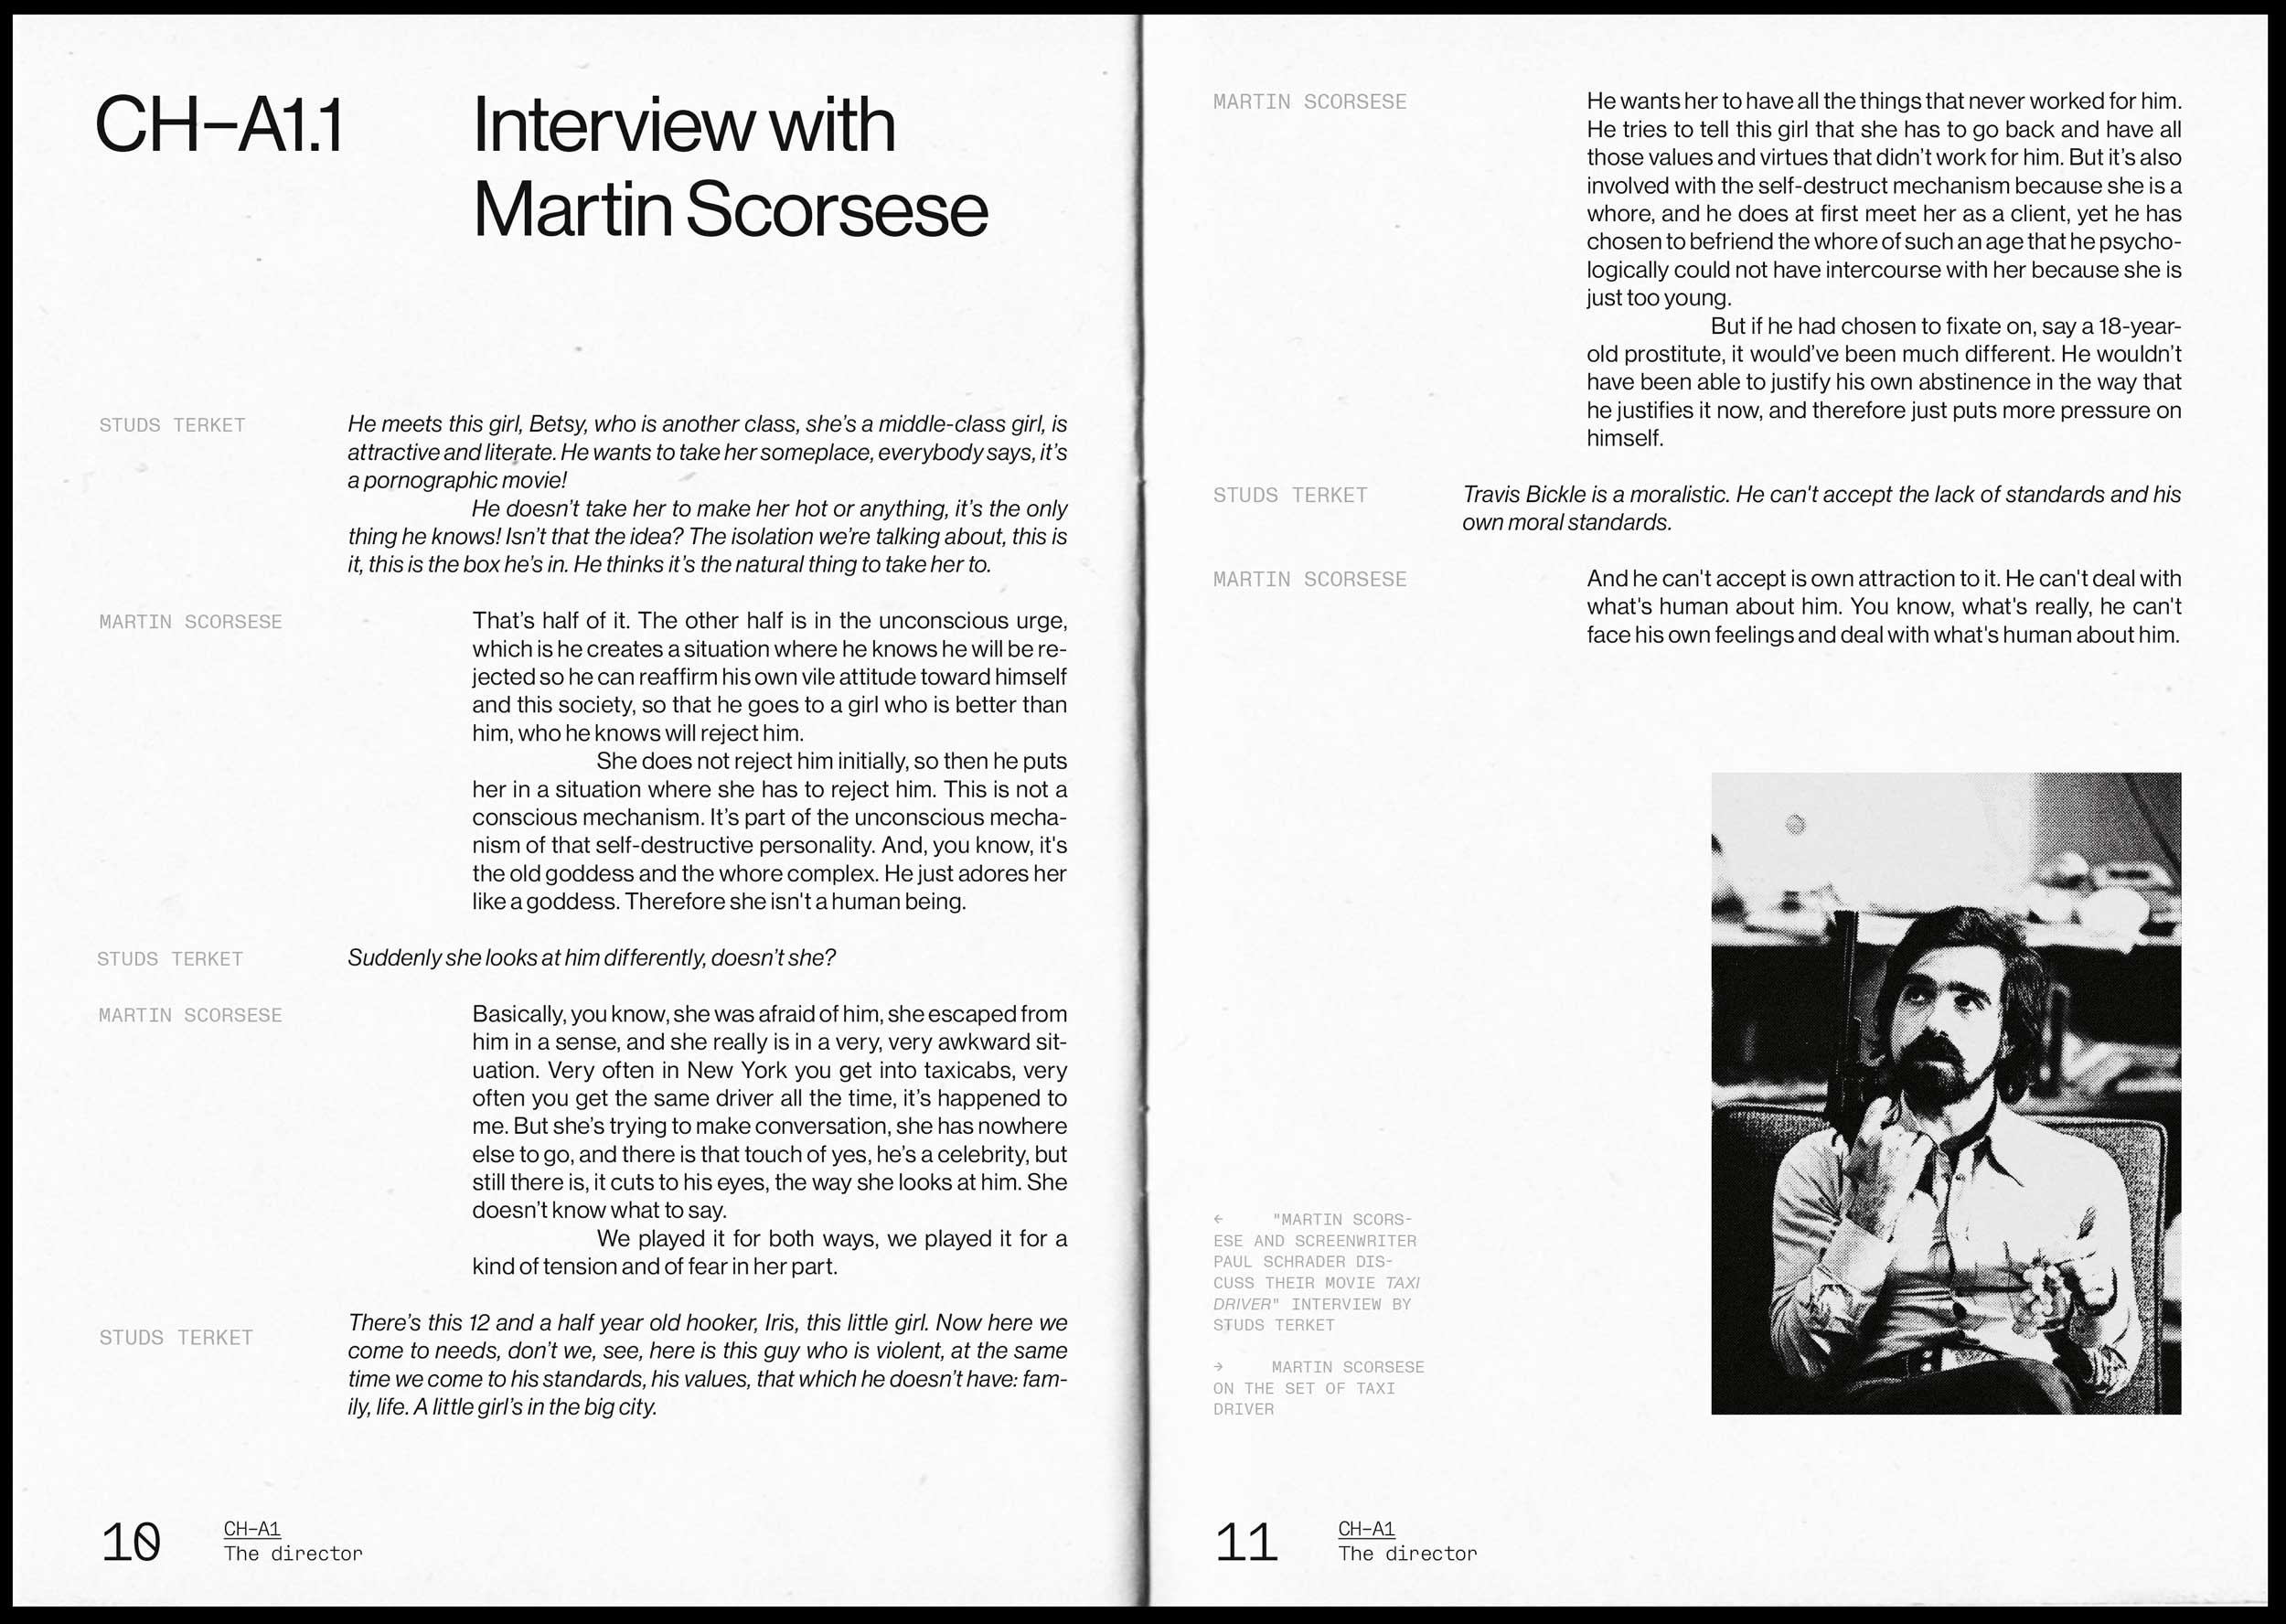 CH–A1.1
Interview with
Martin Scorsese
STUDS TERKET
He meets this girl, Betsy, who is another class, she’s a middle-class girl, is
attractive and literate. He wants to take her someplace, everybody says, it’s
a pornographic movie!
He doesn’t take her to make her hot or anything, it’s the only
thing he knows! Isn’t that the idea? The isolation we’re talking about, this is
it, this is the box he’s in. He thinks it’s the natural thing to take her to.
MARTIN SCORSESE
That’s half of it. The other half is in the unconscious urge,
which is he creates a situation where he knows he will be re-
jected so he can reaffirm his own vile attitude toward himself
and this society, so that he goes to a girl who is better than
him, who he knows will reject him.
She does not reject him initially, so then he puts
her in a situation where she has to reject him. This is not a
conscious mechanism. It’s part of the unconscious mecha-
nism of that self-destructive personality. And, you know, it's
the old goddess and the whore complex. He just adores her
like a goddess. Therefore she isn't a human being.
STUDS TERKET
Suddenly she looks at him differently, doesn’t she?
MARTIN SCORSESE
Basically, you know, she was afraid of him, she escaped from
him in a sense, and she really is in a very, very awkward sit-
uation. Very often in New York you get into taxicabs, very
often you get the same driver all the time, it’s happened to
me. But she’s trying to make conversation, she has nowhere
else to go, and there is that touch of yes, he’s a celebrity, but
still there is, it cuts to his eyes, the way she looks at him. She
doesn’t know what to say.
We played it for both ways, we played it for a
kind of tension and of fear in her part.
STUDS TERKET
There’s this 12 and a half year old hooker, Iris, this little girl. Now here we
come to needs, don’t we, see, here is this guy who is violent, at the same
time we come to his standards, his values, that which he doesn’t have: fam-
ily, life. A little girl’s in the big city.
10
CH–A1
The director
MARTIN SCORSESE
He wants her to have all the things that never worked for him.
He tries to tell this girl that she has to go back and have all
those values and virtues that didn’t work for him. But it’s also
involved with the self-destruct mechanism because she is a
whore, and he does at first meet her as a client, yet he has
chosen to befriend the whore of such an age that he psycho-
logically could not have intercourse with her because she is
just too young.
But if he had chosen to fixate on, say a 18-year-
old prostitute, it would’ve been much different. He wouldn’t
have been able to justify his own abstinence in the way that
he justifies it now, and therefore just puts more pressure on
himself.
STUDS TERKET
Travis Bickle is a moralistic. He can't accept the lack of standards and his
own moral standards.
MARTIN SCORSESE
And he can't accept is own attraction to it. He can't deal with
what's human about him. You know, what's really, he can't
face his own feelings and deal with what's human about him.
← "MARTIN SCORS-
ESE AND SCREENWRITER
PAUL SCHRADER DIS-
CUSS THEIR MOVIE TAXI
DRIVER" INTERVIEW BY
STUDS TERKET
→ MARTIN SCORSESE
ON THE SET OF TAXI
DRIVER
11
CH–A1
The director